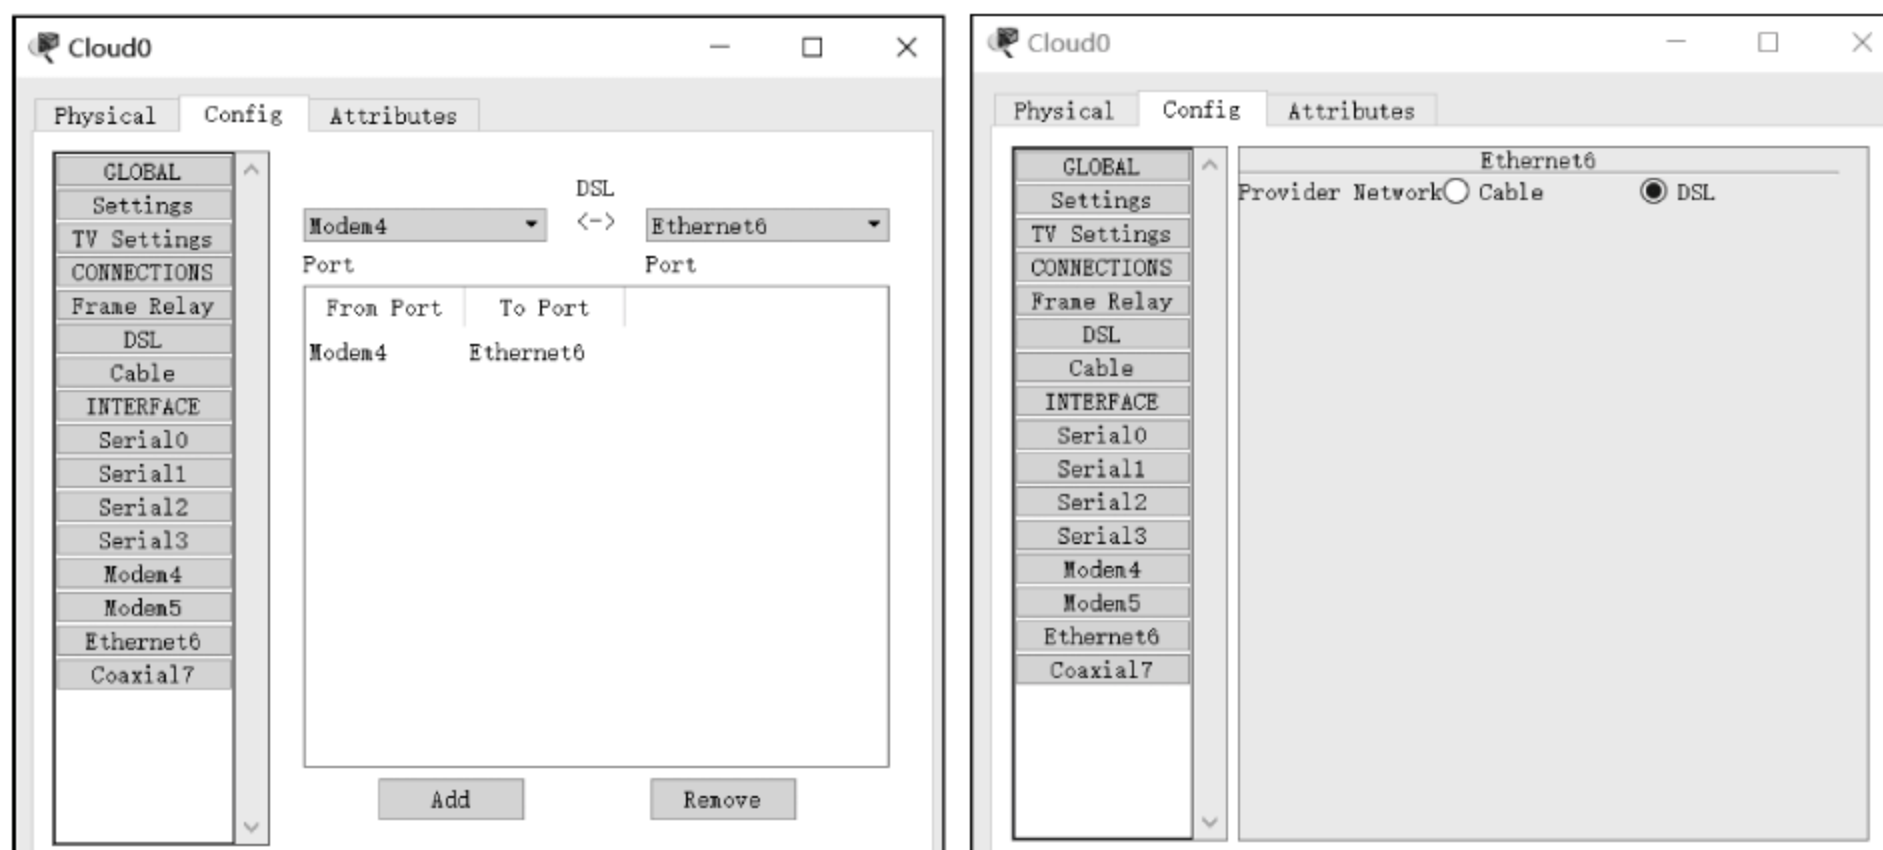 Cloud0
Physical Config Attributes
GLOBAL
Settings
TV Settings
CONNECTIONS
Frame Relay
DSL
Cable
INTERFACE
Serial0
Serial1
Serial2
Serial3
Modem4
Modem5
Ethernet6
Coaxial7
DSL
Modem4 <-> Ethernet6
Port Port
From Port To Port
Modem4 Ethernet6
Add Remove
Cloud0
Physical Config Attributes
GLOBAL
Settings
TV Settings
CONNECTIONS
Frame Relay
DSL
Cable
INTERFACE
Serial0
Serial1
Serial2
Serial3
Modem4
Modem5
Ethernet6
Coaxial7
Ethernet6
Provider Network Cable DSL